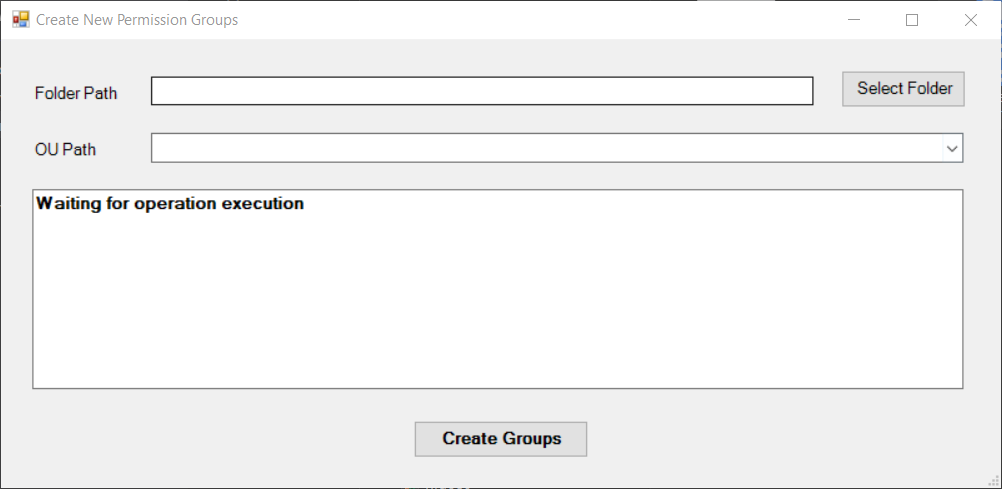 Create New Permission Groups
Folder Path
Select Folder
OU Path
Waiting for operation execution
Create Groups